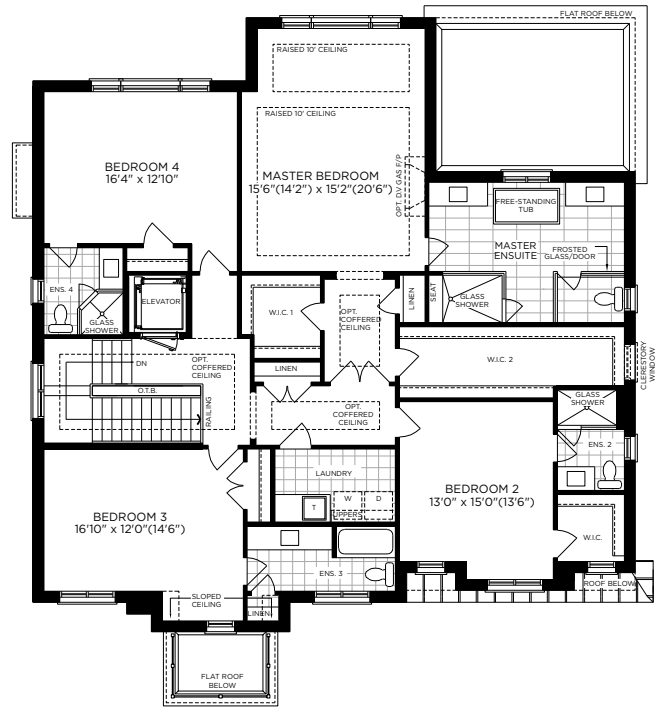 FLAT ROOF BELOW
RAISED 10' CEILING
RAISED 10' CEILING
BEDROOM 4
16'4" x 12'10"
MASTER BEDROOM
15'6"(14'2") x 15'2"(20'6")
OPT. D.V GAS F/P
FREE-STANDING
TUB
MASTER
ENSUITE
FROSTED
GLASS/DOOR
ENS. 4
GLASS
SHOWER
ELEVATOR
W.I.C. 1
OPT.
COFFERED
CEILING
LINEN
SEAT
GLASS
SHOWER
DN
OPT.
COFFERED
CEILING
LINEN
W.I.C. 2
CLERESTORY
WINDOW
O.T.B.
RAILING
OPT.
COFFERED
CEILING
GLASS
SHOWER
ENS. 2
LAUNDRY
W
D
T
UPPERS
BEDROOM 2
13'0" x 15'0"(13'6")
BEDROOM 3
16'10" x 12'0"(14'6")
W.I.C.
ENS. 3
SLOPED
CEILING
LINEN
ROOF BELOW
FLAT ROOF
BELOW